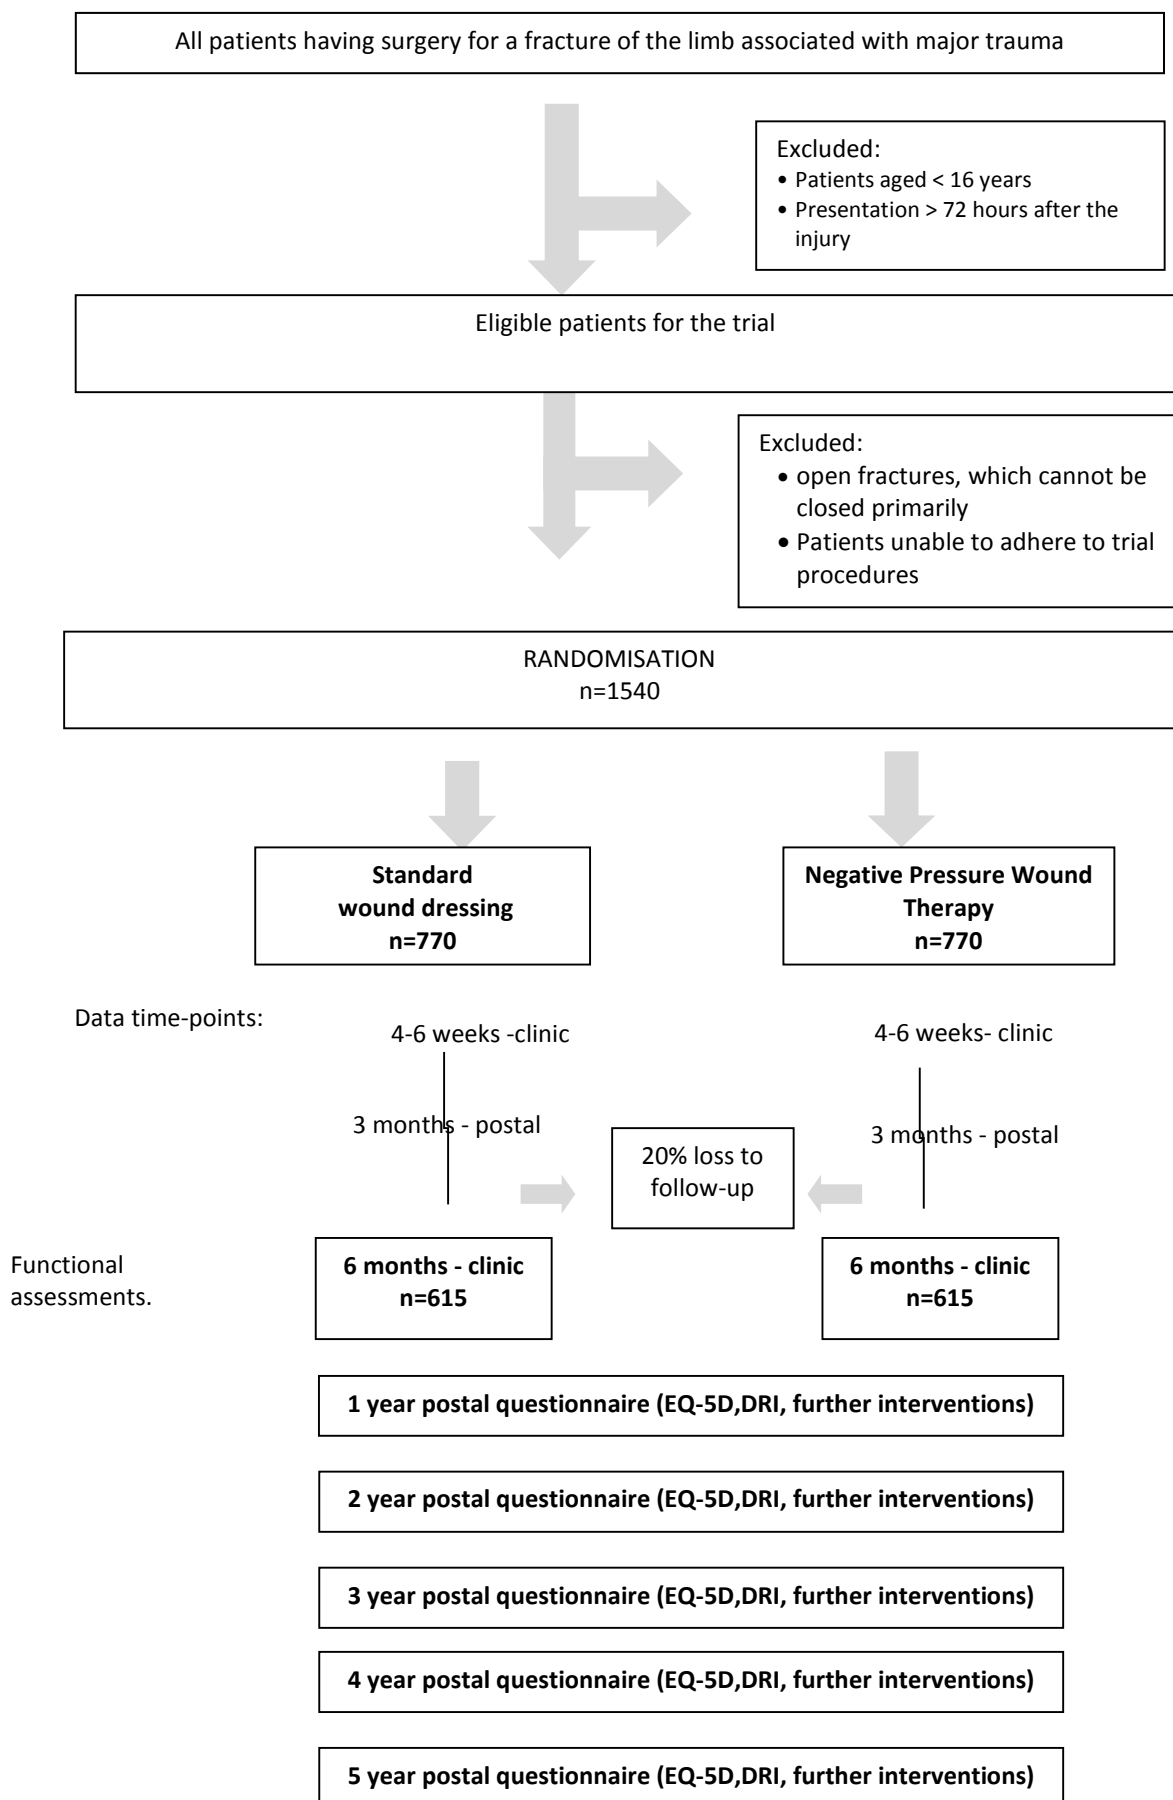 All patients having surgery for a fracture of the limb associated with major trauma
Excluded:
• Patients aged < 16 years
• Presentation > 72 hours after the
injury
Eligible patients for the trial
Excluded:
• open fractures, which cannot be
closed primarily
• Patients unable to adhere to trial
procedures
RANDOMISATION
n=1540
Standard
wound dressing
n=770
Negative Pressure Wound
Therapy
n=770
Data time-points:
4-6 weeks -clinic
4-6 weeks- clinic
3 months - postal
3 months - postal
20% loss to
follow-up
Functional
assessments.
6 months - clinic
n=615
6 months - clinic
n=615
1 year postal questionnaire (EQ-5D,DRI, further interventions)
2 year postal questionnaire (EQ-5D,DRI, further interventions)
3 year postal questionnaire (EQ-5D,DRI, further interventions)
4 year postal questionnaire (EQ-5D,DRI, further interventions)
5 year postal questionnaire (EQ-5D,DRI, further interventions)